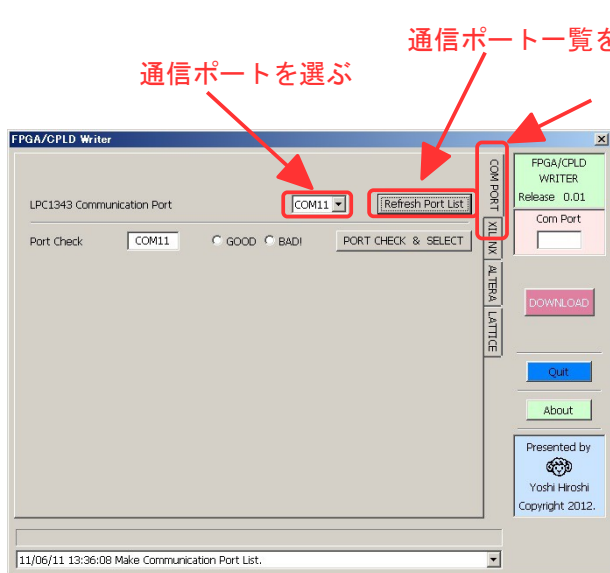 通信ポート一覧を
通信ポートを選ぶ
FPGA/CPLD Writer
LPC1343 Communication Port
COM11
Refresh Port List
Port Check
COM11
GOOD
BAD!
PORT CHECK & SELECT
COM PORT
XILINX
ALTERA
LATTICE
FPGA/CPLD
WRITER
Release 0.01
Com Port
DOWNLOAD
Quit
About
Presented by
Yoshi Hiroshi
Copyright 2012.
11/06/11 13:36:08 Make Communication Port List.